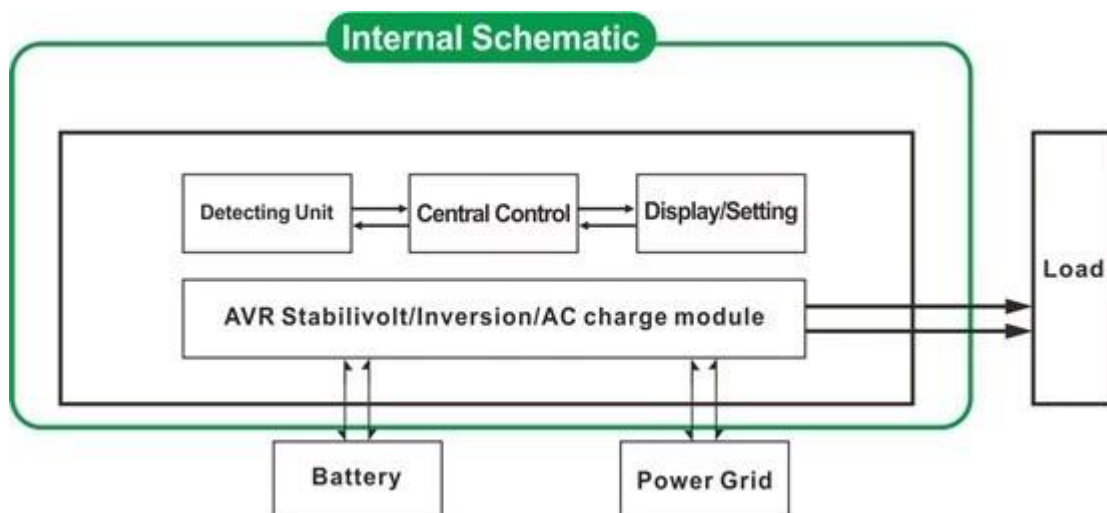 Internal Schematic
Detecting Unit
Central Control
Display/Setting
AVR Stabilivolt/Inversion/AC charge module
Load
Battery
Power Grid